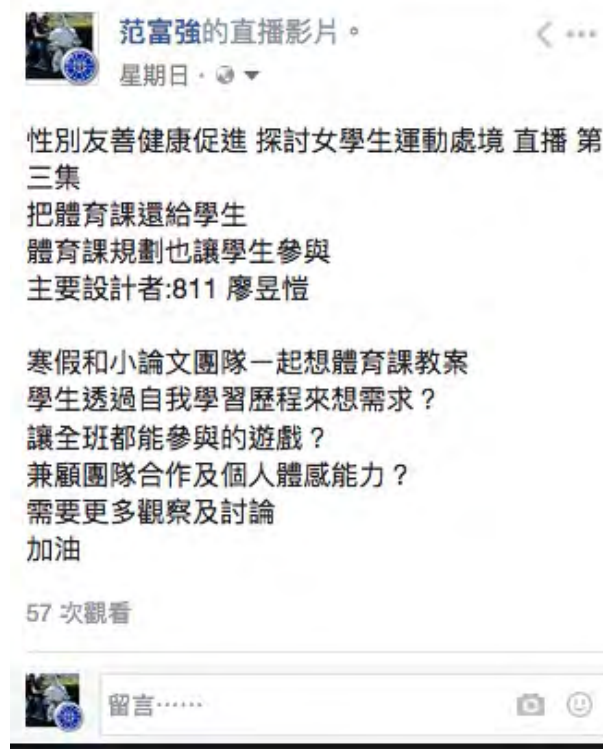 范富強的直播影片。
星期日·
性別友善健康促進 探討女學生運動處境 直播 第
三集
把體育課還給學生
體育課規劃也讓學生參與
主要設計者:811 廖昱愷

寒假和小論文團隊一起想體育課教案
學生透過自我學習歷程來想需求？
讓全班都能參與的遊戲？
兼顧團隊合作及個人體感能力？
需要更多觀察及討論
加油
57 次觀看
留言……